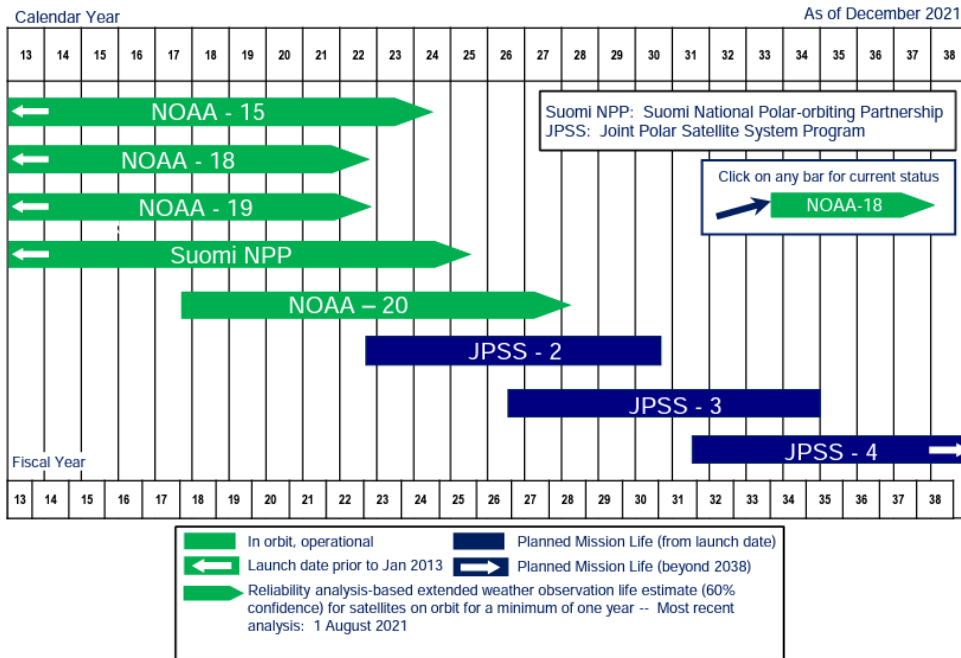 Calendar Year
As of December 2021
13 14 15 16 17 18 19 20 21 22 23 24 25 26 27 28 29 30 31 32 33 34 35 36 37 38
NOAA - 15
Suomi NPP: Suomi National Polar-orbiting Partnership
JPSS: Joint Polar Satellite System Program
NOAA - 18
Click on any bar for current status
NOAA-18
NOAA - 19
Suomi NPP
NOAA – 20
JPSS - 2
JPSS - 3
JPSS - 4
Fiscal Year
13 14 15 16 17 18 19 20 21 22 23 24 25 26 27 28 29 30 31 32 33 34 35 36 37 38
In orbit, operational
Planned Mission Life (from launch date)
Launch date prior to Jan 2013
Planned Mission Life (beyond 2038)
Reliability analysis-based extended weather observation life estimate (60%
confidence) for satellites on orbit for a minimum of one year -- Most recent
analysis: 1 August 2021